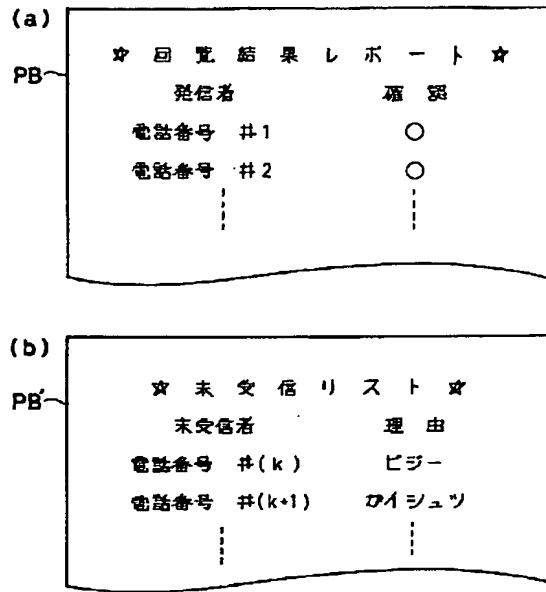 (a)
PB
☆ 回 覧 結 果 レ ポ ー ト ☆
発信者 確 認
電話番号 #1 ○
電話番号 #2 ○
(b)
PB'
☆ 未 受 信 リ ス ト ☆
未受信者 理 由
電話番号 #(k) ビジー
電話番号 #(k+1) ガイシュツ